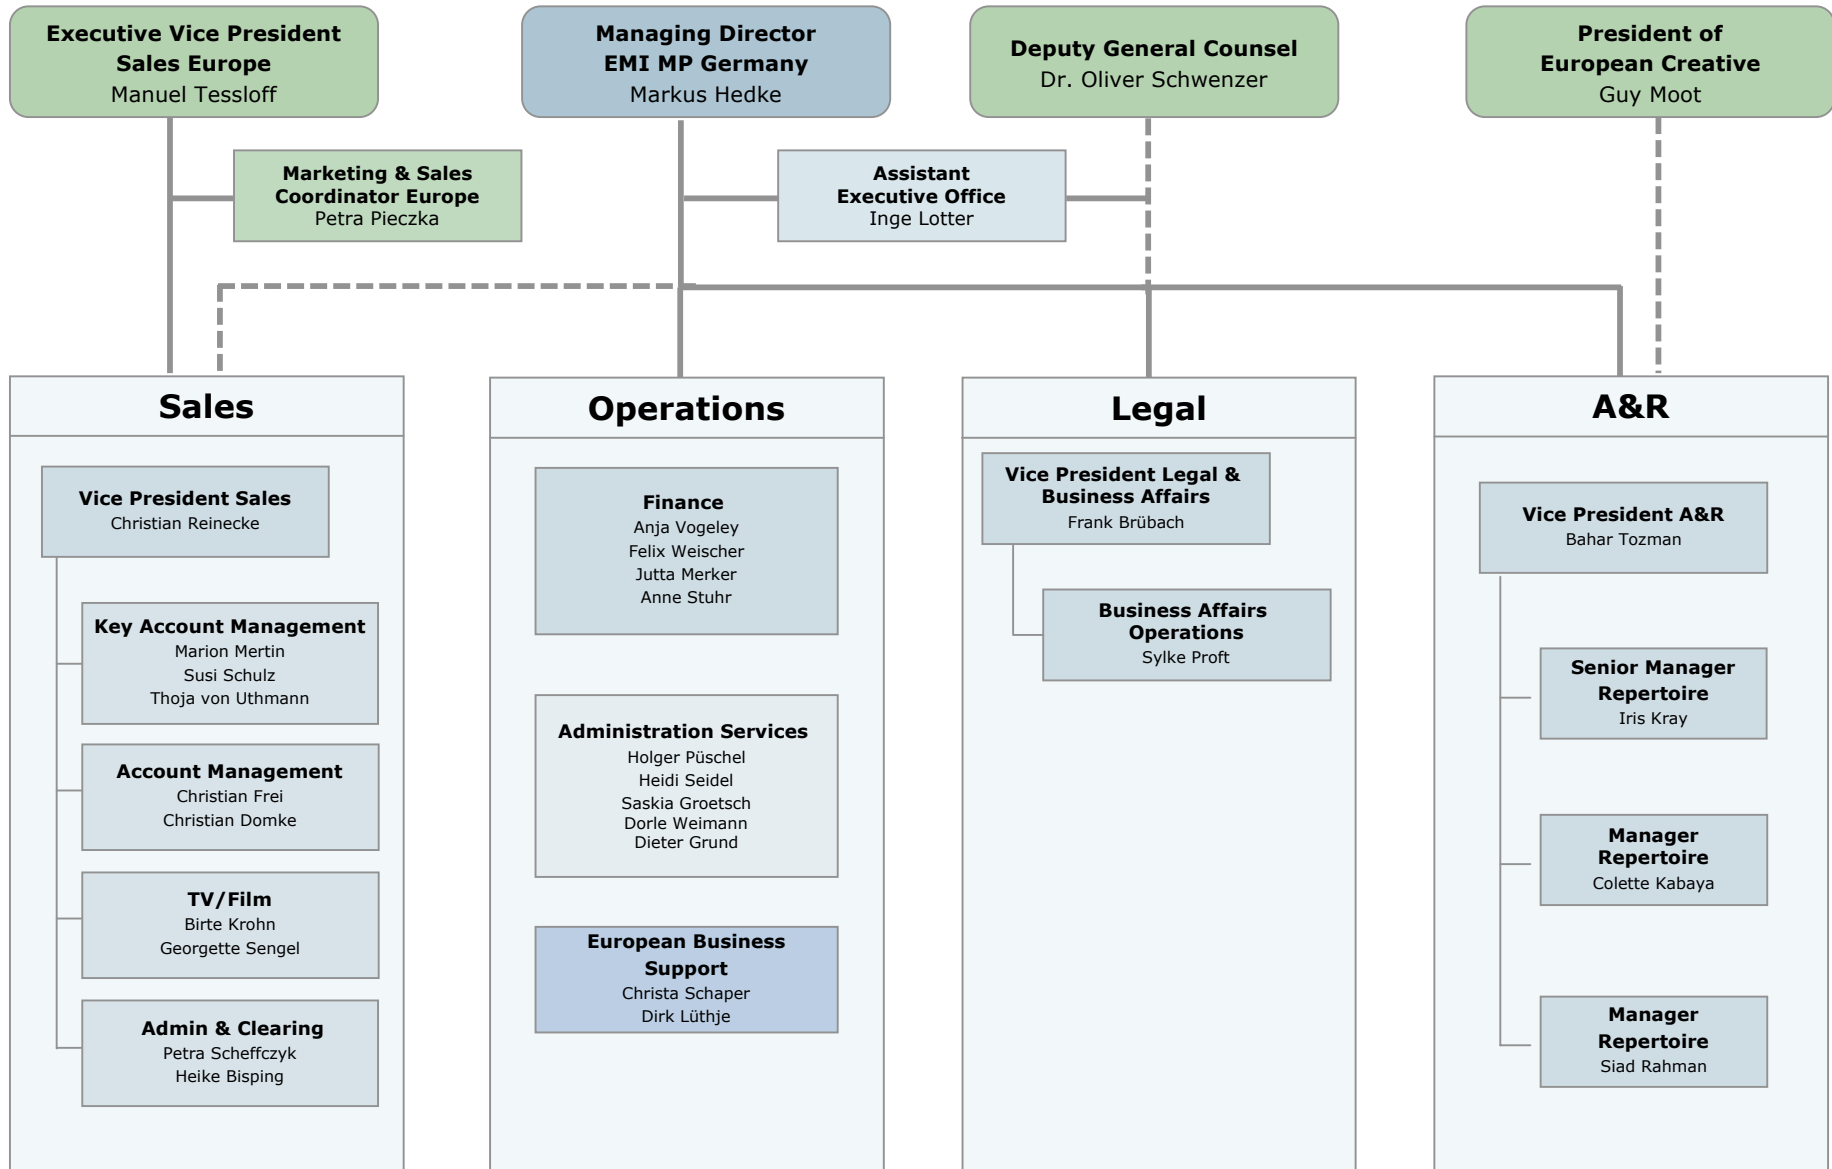 Executive Vice President
Sales Europe
Manuel Tessloff
Managing Director
EMI MP Germany
Markus Hedke
Deputy General Counsel
Dr. Oliver Schwenzer
President of
European Creative
Guy Moot
Marketing & Sales
Coordinator Europe
Petra Pieczka
Assistant
Executive Office
Inge Lotter
Sales
Vice President Sales
Christian Reinecke
Key Account Management
Marion Mertin
Susi Schulz
Thoja von Uthmann
Account Management
Christian Frei
Christian Domke
TV/Film
Birte Krohn
Georgette Sengel
Admin & Clearing
Petra Scheffczyk
Heike Bisping
Operations
Finance
Anja Vogeley
Felix Weischer
Jutta Merker
Anne Stuhr
Administration Services
Holger Püschel
Heidi Seidel
Saskia Groetsch
Dorle Weimann
Dieter Grund
European Business
Support
Christa Schaper
Dirk Lüthje
Legal
Vice President Legal &
Business Affairs
Frank Brübach
Business Affairs
Operations
Sylke Proft
A&R
Vice President A&R
Bahar Tozman
Senior Manager
Repertoire
Iris Kray
Manager
Repertoire
Colette Kabaya
Manager
Repertoire
Siad Rahman